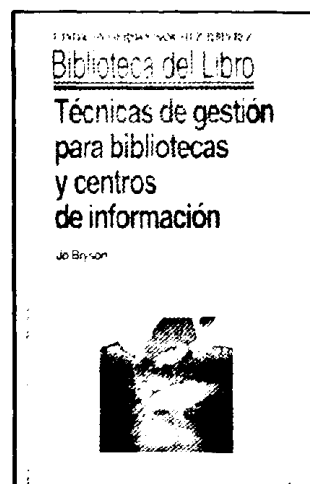 Biblioteca del Libro
Técnicas de gestión
para bibliotecas
y centros
de información
Jo Bryson